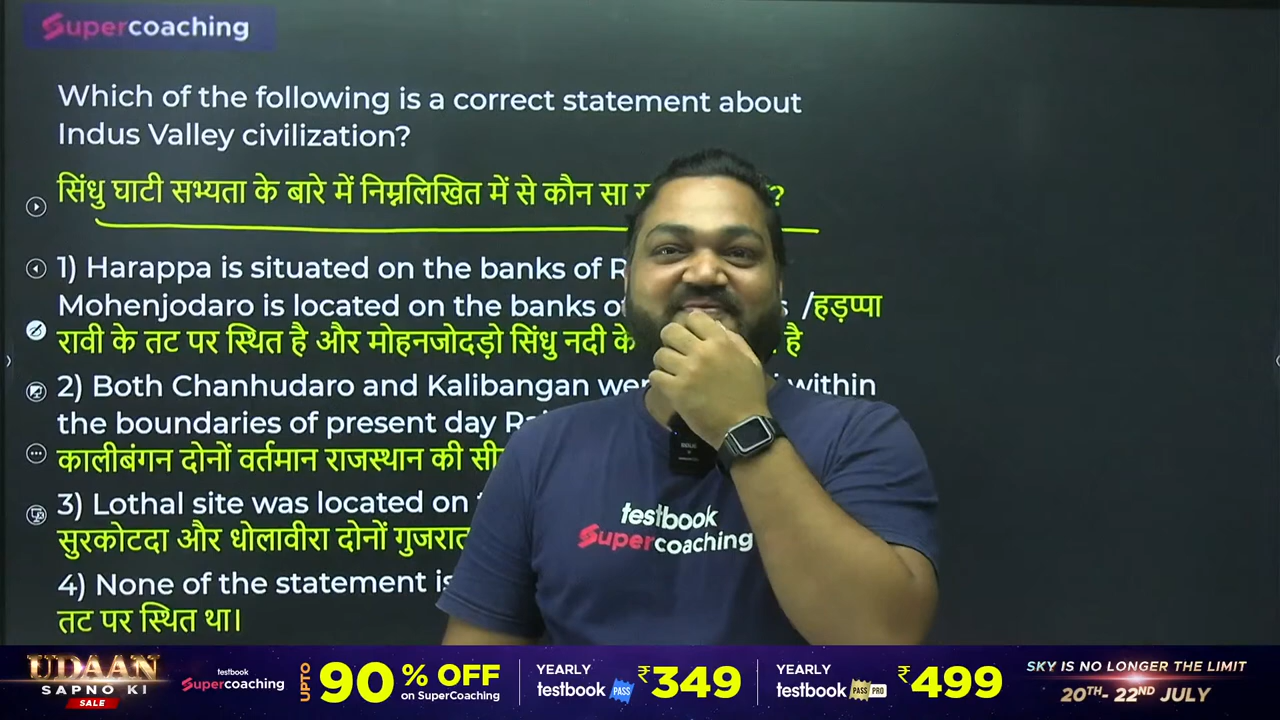 Supercoaching
Which of the following is a correct statement about
Indus Valley civilization?
सिंधु घाटी सभ्यता के बारे में निम्नलिखित में से कौन सा
1) Harappa is situated on the banks of
Mohenjodaro is located on the banks of /हड़प्पा
रावी के तट पर स्थित है और मोहनजोदड़ो सिंधु नदी के है
2) Both Chanhudaro and Kalibangan within
the boundaries of present day
कालीबंगन दोनों वर्तमान राजस्थान की
3) Lothal site was located on
सुरकोटदा और धोलावीरा दोनों
4) None of the statement
तट पर स्थित था।
testbook
Supercoaching
UDAAN
SAPNO KI
SALE
testbook
Supercoaching
UPTO 90% OFF
on SuperCoaching
YEARLY
testbook PASS ₹349
YEARLY
testbook PASS PRO ₹499
SKY IS NO LONGER THE LIMIT
20TH- 22ND JULY